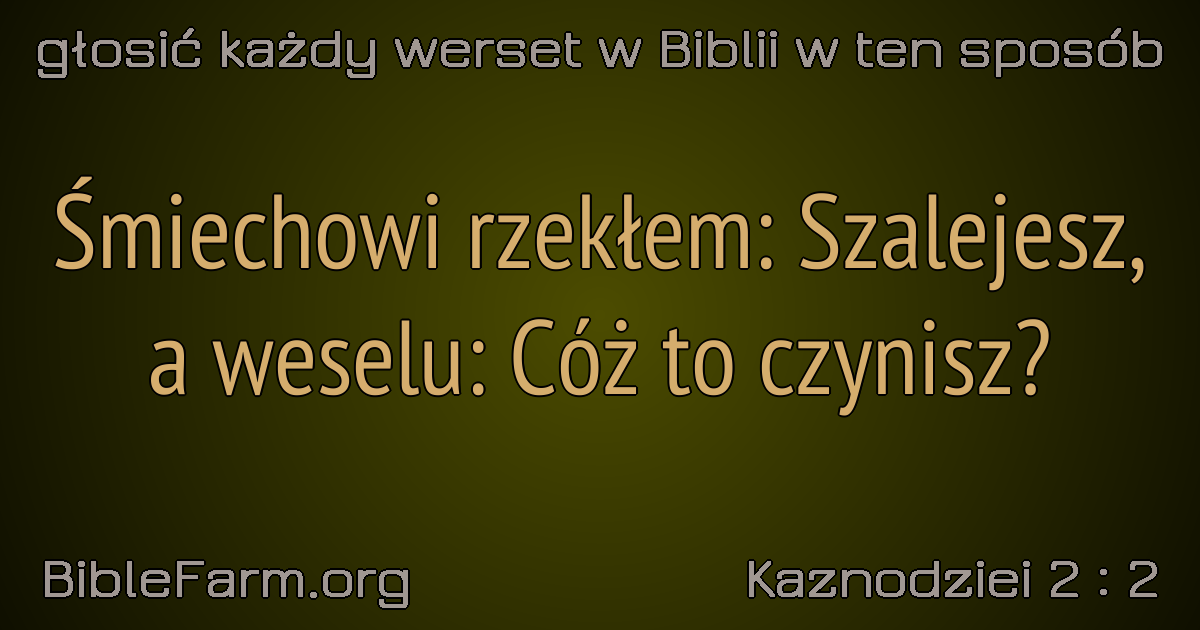 głosić każdy werset w Biblii w ten sposób
Śmiechowi rzekłem: Szalejesz,
a weselu: Cóż to czynisz?
BibleFarm.org
Kaznodziei 2 : 2